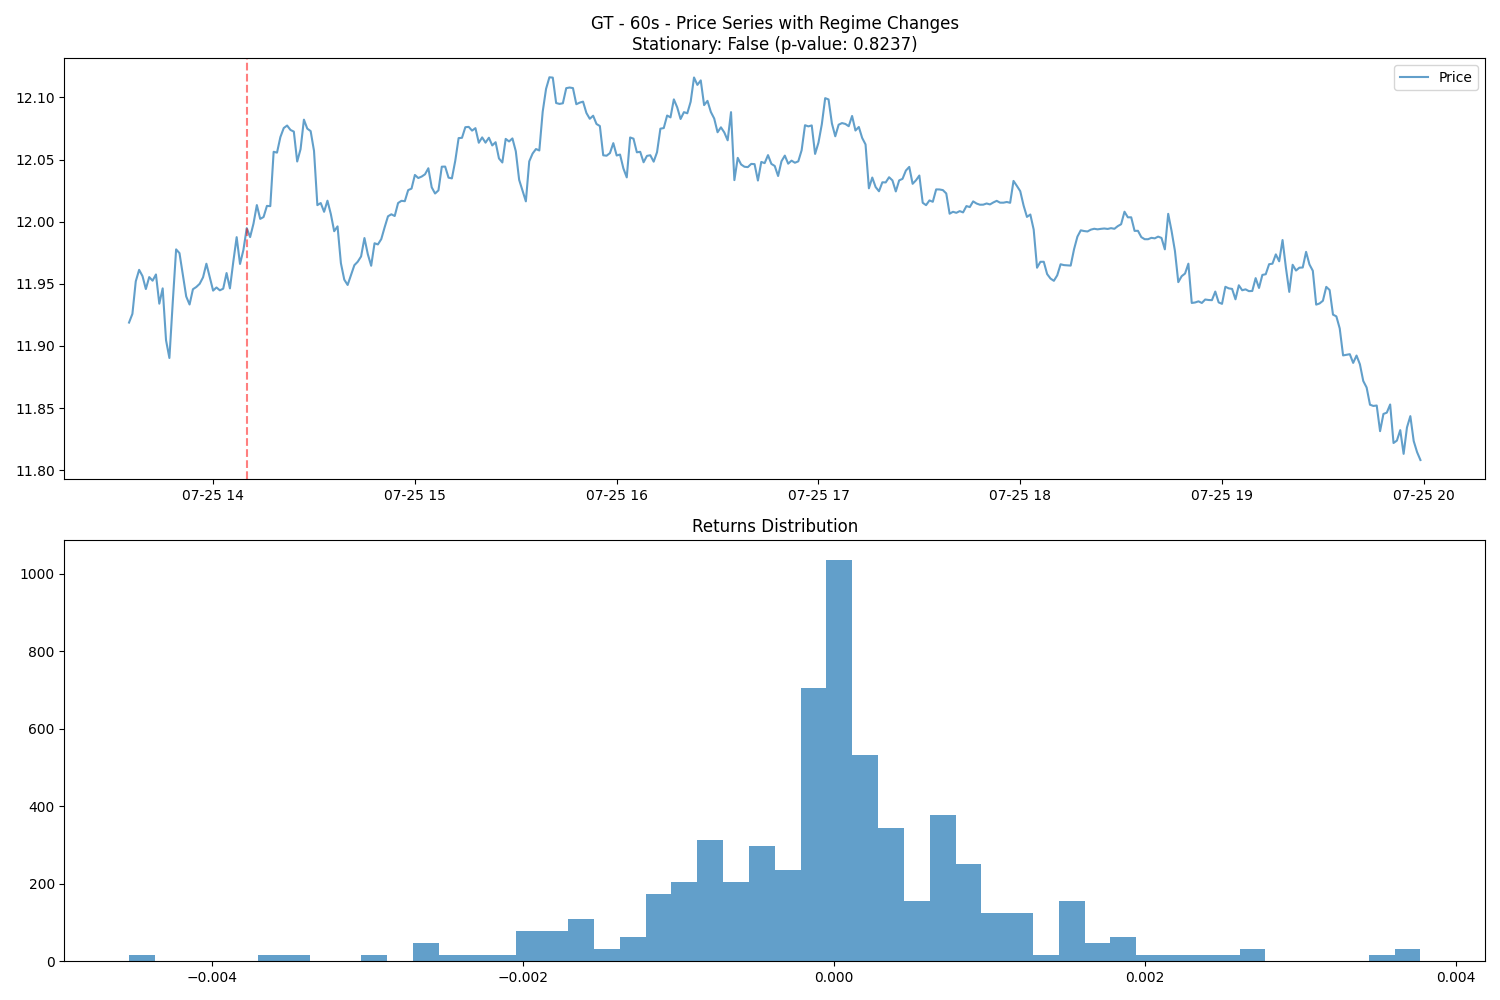 GT - 60s - Price Series with Regime Changes
Stationary: False (p-value: 0.8237)
Price
12.10
12.05
12.00
11.95
11.90
11.85
11.80
07-25 14 07-25 15 07-25 16 07-25 17 07-25 18 07-25 19 07-25 20
Returns Distribution
1000
800
600
400
200
0
−0.004 −0.002 0.000 0.002 0.004